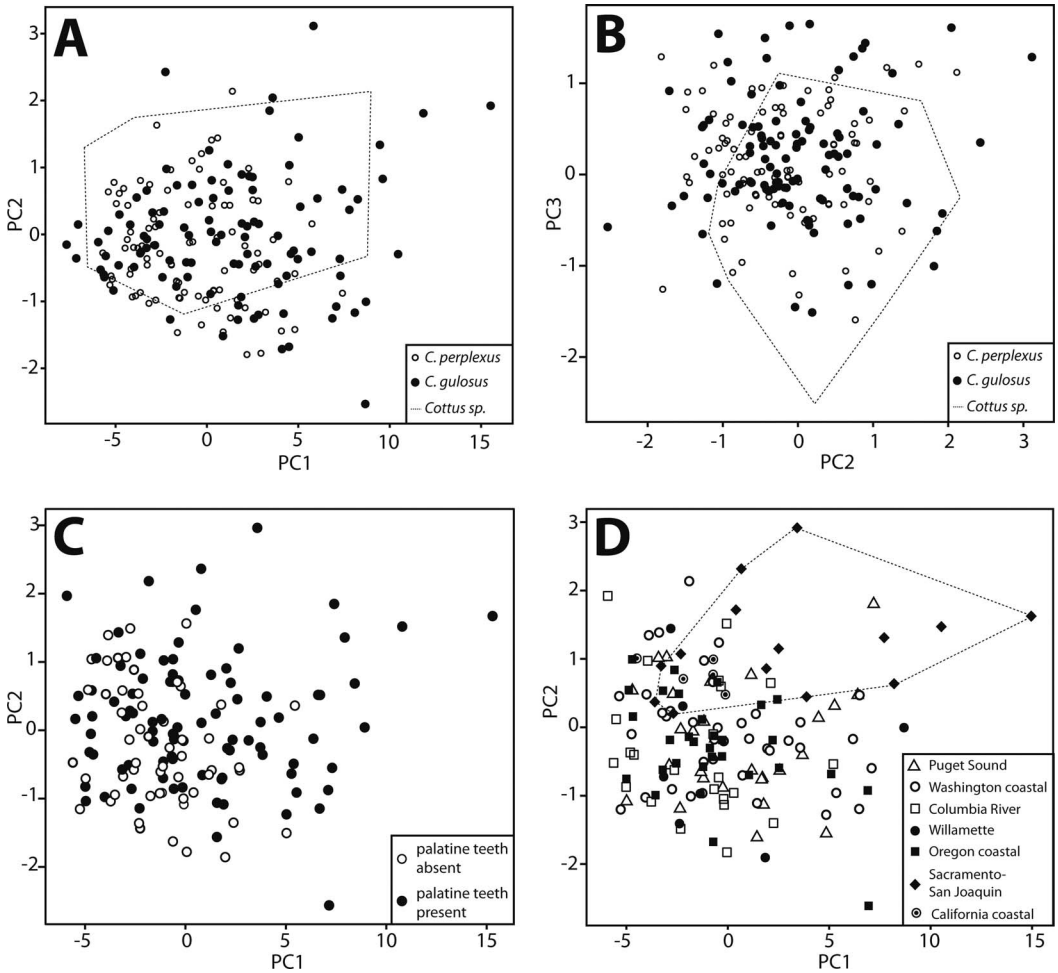 A
3
2
1
0
-1
-2
PC2
-5
0
5
10
15
PC1
C. perplexus
C. gulosus
Cottus sp.
B
1
0
-1
-2
PC3
-2
-1
0
1
2
3
PC2
C. perplexus
C. gulosus
Cottus sp.
C
3
2
1
0
-1
-2
PC2
-5
0
5
10
15
PC1
palatine teeth
absent
palatine teeth
present
D
3
2
1
0
-1
-2
PC2
-5
0
5
10
15
PC1
Puget Sound
Washington coastal
Columbia River
Willamette
Oregon coastal
Sacramento-
San Joaquin
California coastal